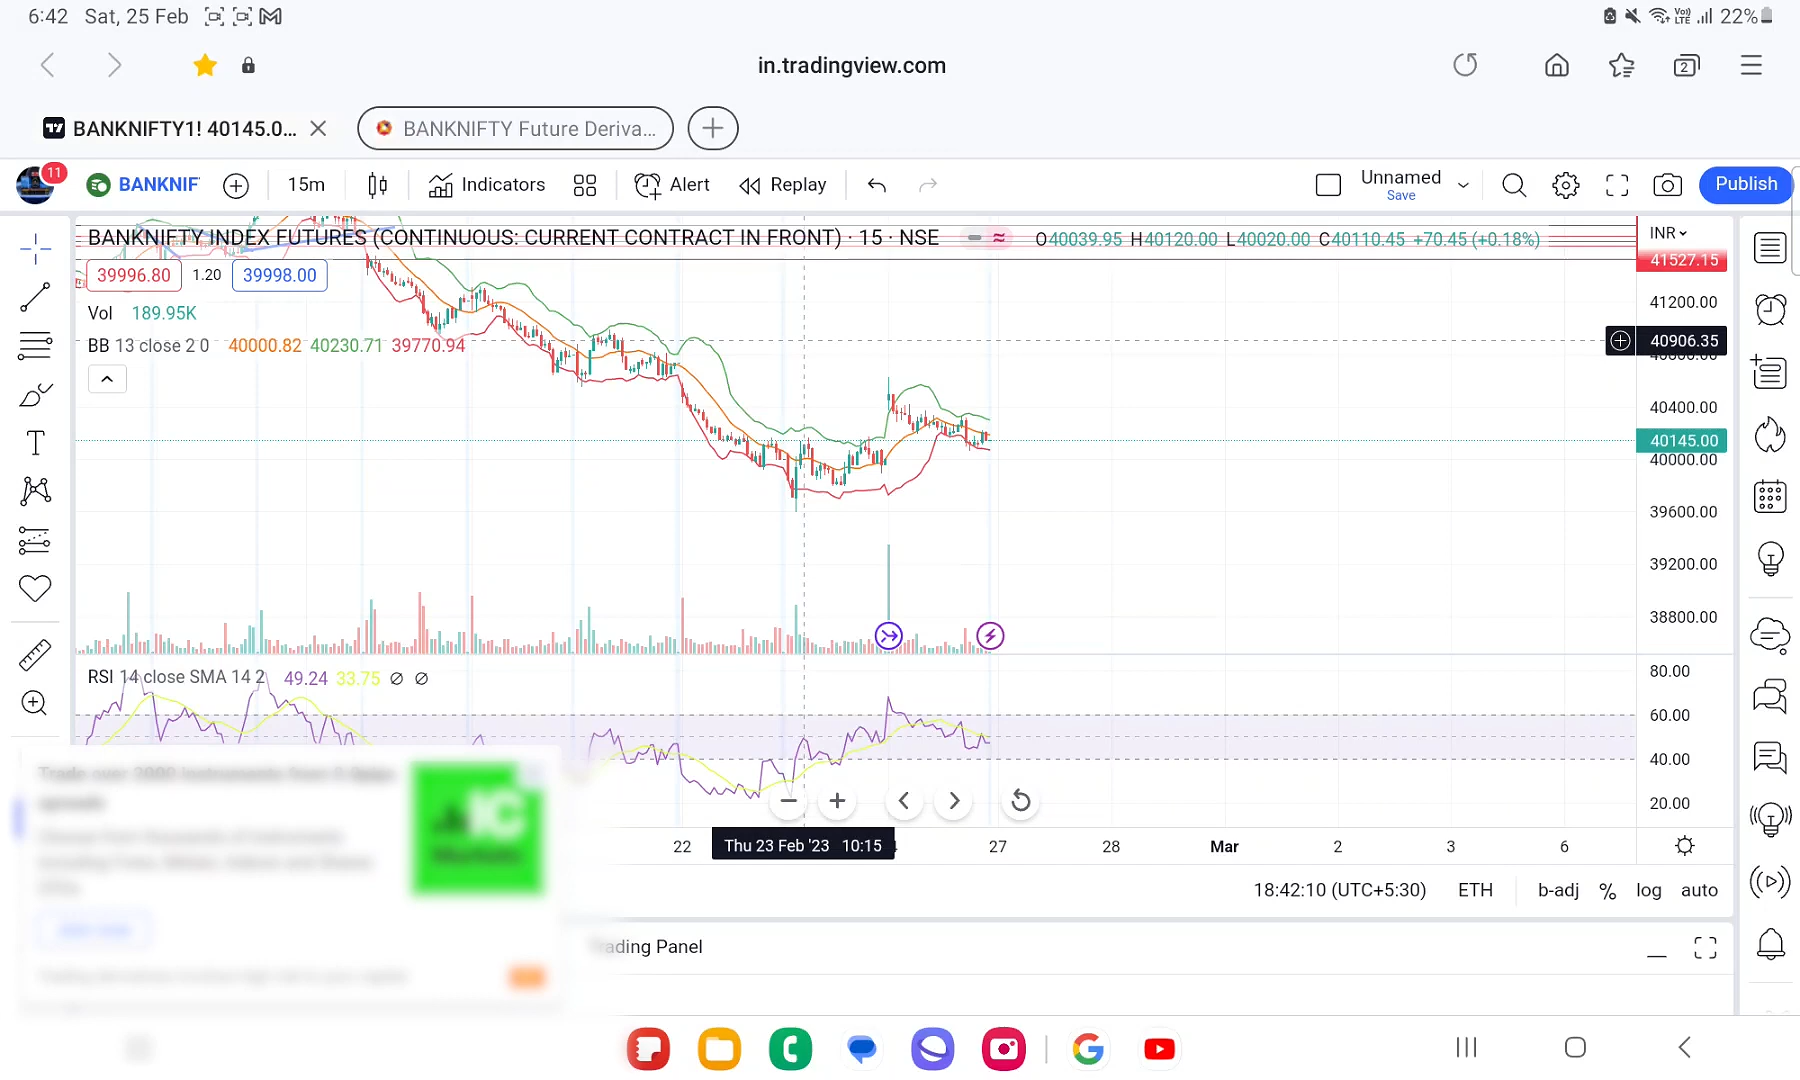 6:42 Sat, 25 Feb
Vo)) LTE 22%
in.tradingview.com
2
BANKNIFTY1! 40145.0...
BANKNIFTY Future Deriva...
11
BANKNIF
15m
Indicators
Alert
Replay
Unnamed
Save
Publish
BANKNIFTY INDEX FUTURES (CONTINUOUS: CURRENT CONTRACT IN FRONT) · 15 · NSE
O40039.95 H40120.00 L40020.00 C40110.45 +70.45 (+0.18%)
INR
41527.15
39996.80 1.20 39998.00
41200.00
Vol 189.95K
40906.35
BB 13 close 2 0 40000.82 40230.71 39770.94
40400.00
40145.00
40000.00
39600.00
39200.00
38800.00
RSI 14 close SMA 14 2 49.24 33.75 ∅ ∅
80.00
60.00
40.00
20.00
22 Thu 23 Feb '23 10:15 27 28 Mar 2 3 6
18:42:10 (UTC+5:30) ETH b-adj % log auto
IC
Panel